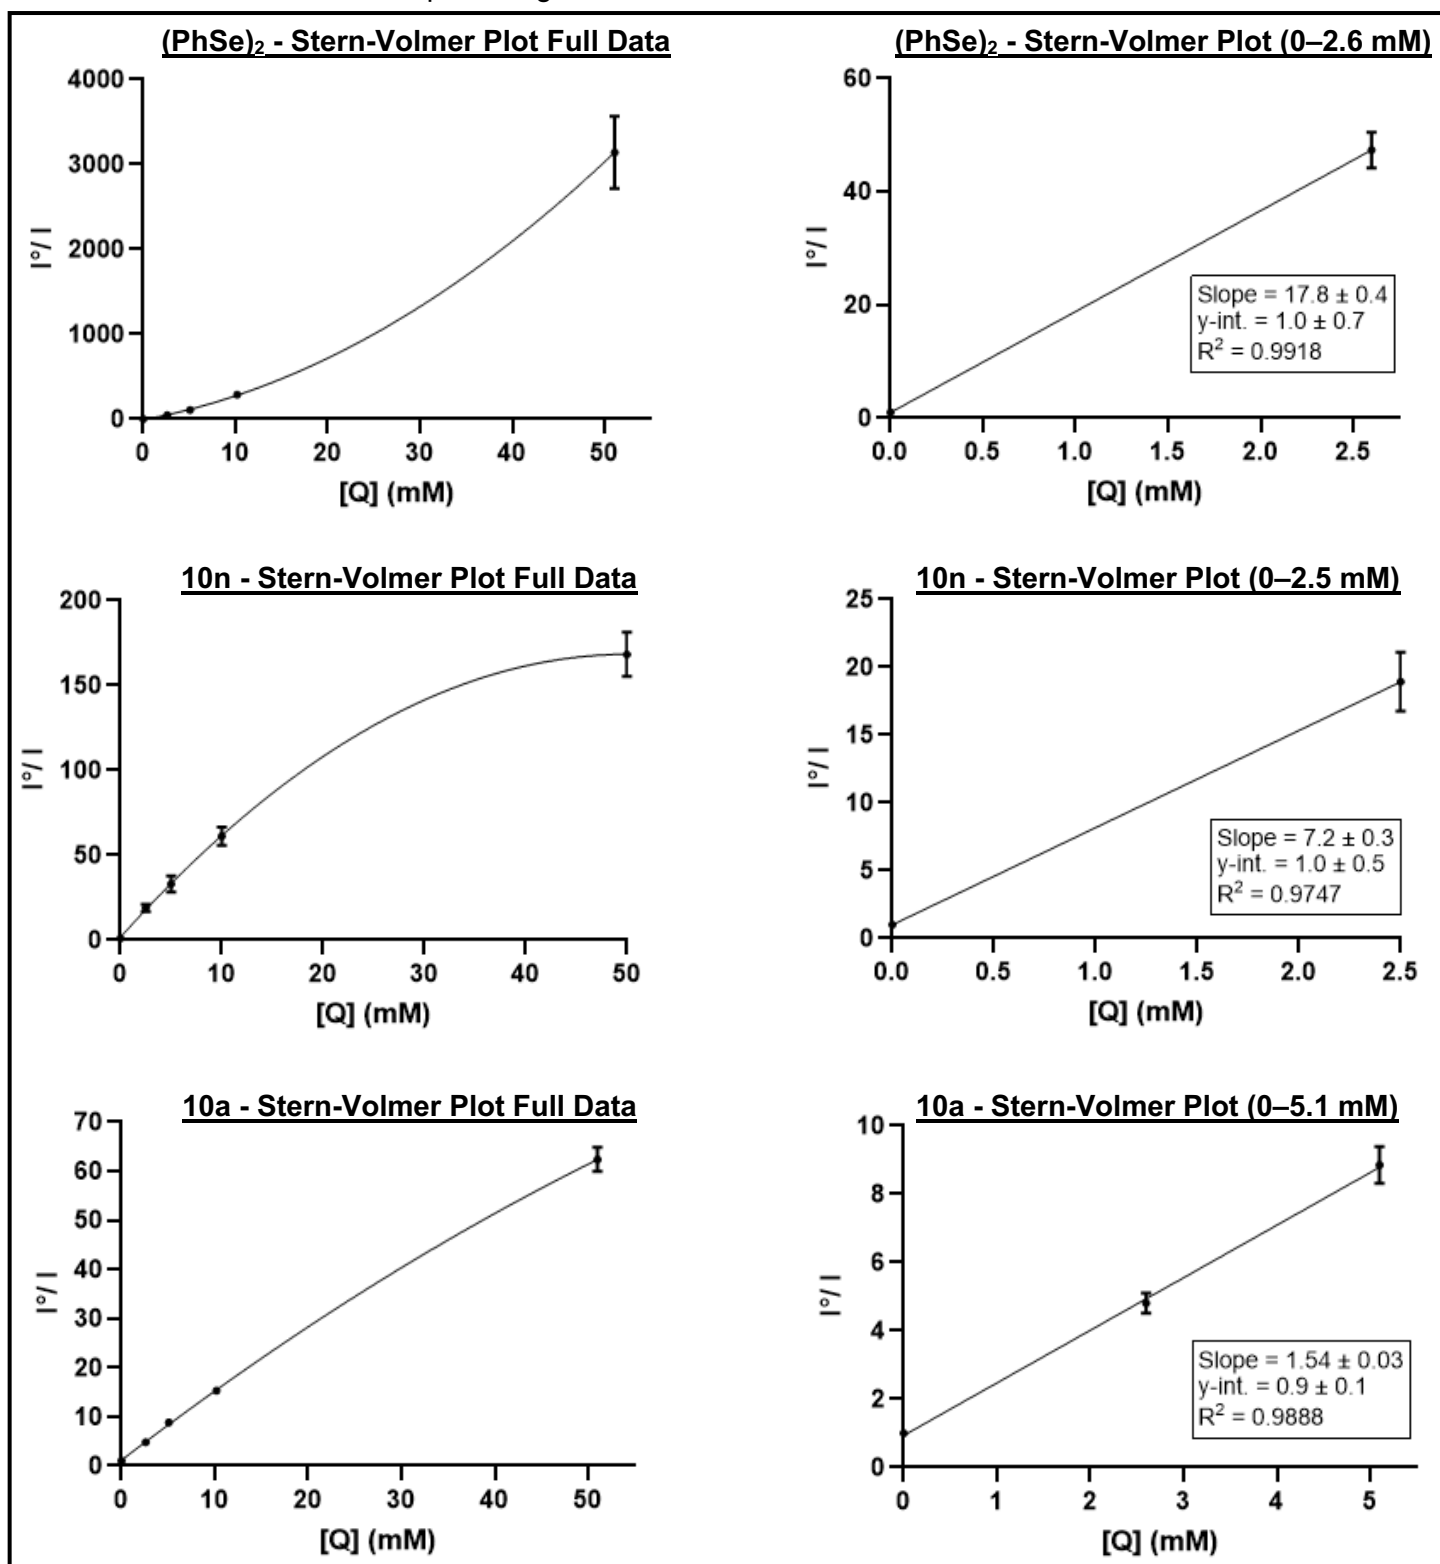 (PhSe)₂ - Stern-Volmer Plot Full Data
4000
3000
2000
1000
0
I°/ I
0 10 20 30 40 50
[Q] (mM)
(PhSe)₂ - Stern-Volmer Plot (0–2.6 mM)
60
40
20
0
I°/ I
Slope = 17.8 ± 0.4
y-int. = 1.0 ± 0.7
R² = 0.9918
0.0 0.5 1.0 1.5 2.0 2.5
[Q] (mM)
10n - Stern-Volmer Plot Full Data
200
150
100
50
0
I°/ I
0 10 20 30 40 50
[Q] (mM)
10n - Stern-Volmer Plot (0–2.5 mM)
25
20
15
10
5
0
I°/ I
Slope = 7.2 ± 0.3
y-int. = 1.0 ± 0.5
R² = 0.9747
0.0 0.5 1.0 1.5 2.0 2.5
[Q] (mM)
10a - Stern-Volmer Plot Full Data
70
60
50
40
30
20
10
0
I°/ I
0 10 20 30 40 50
[Q] (mM)
10a - Stern-Volmer Plot (0–5.1 mM)
10
8
6
4
2
0
I°/ I
Slope = 1.54 ± 0.03
y-int. = 0.9 ± 0.1
R² = 0.9888
0 1 2 3 4 5
[Q] (mM)